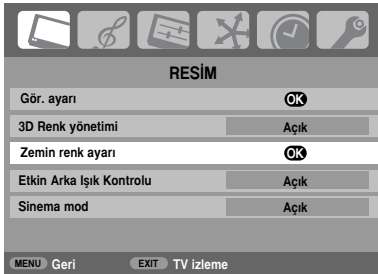 RESİM
Gör. ayarı OK
3D Renk yönetimi Açık
Zemin renk ayarı OK
Etkin Arka Işık Kontrolu Açık
Sinema mod Açık
MENU Geri EXIT TV izleme